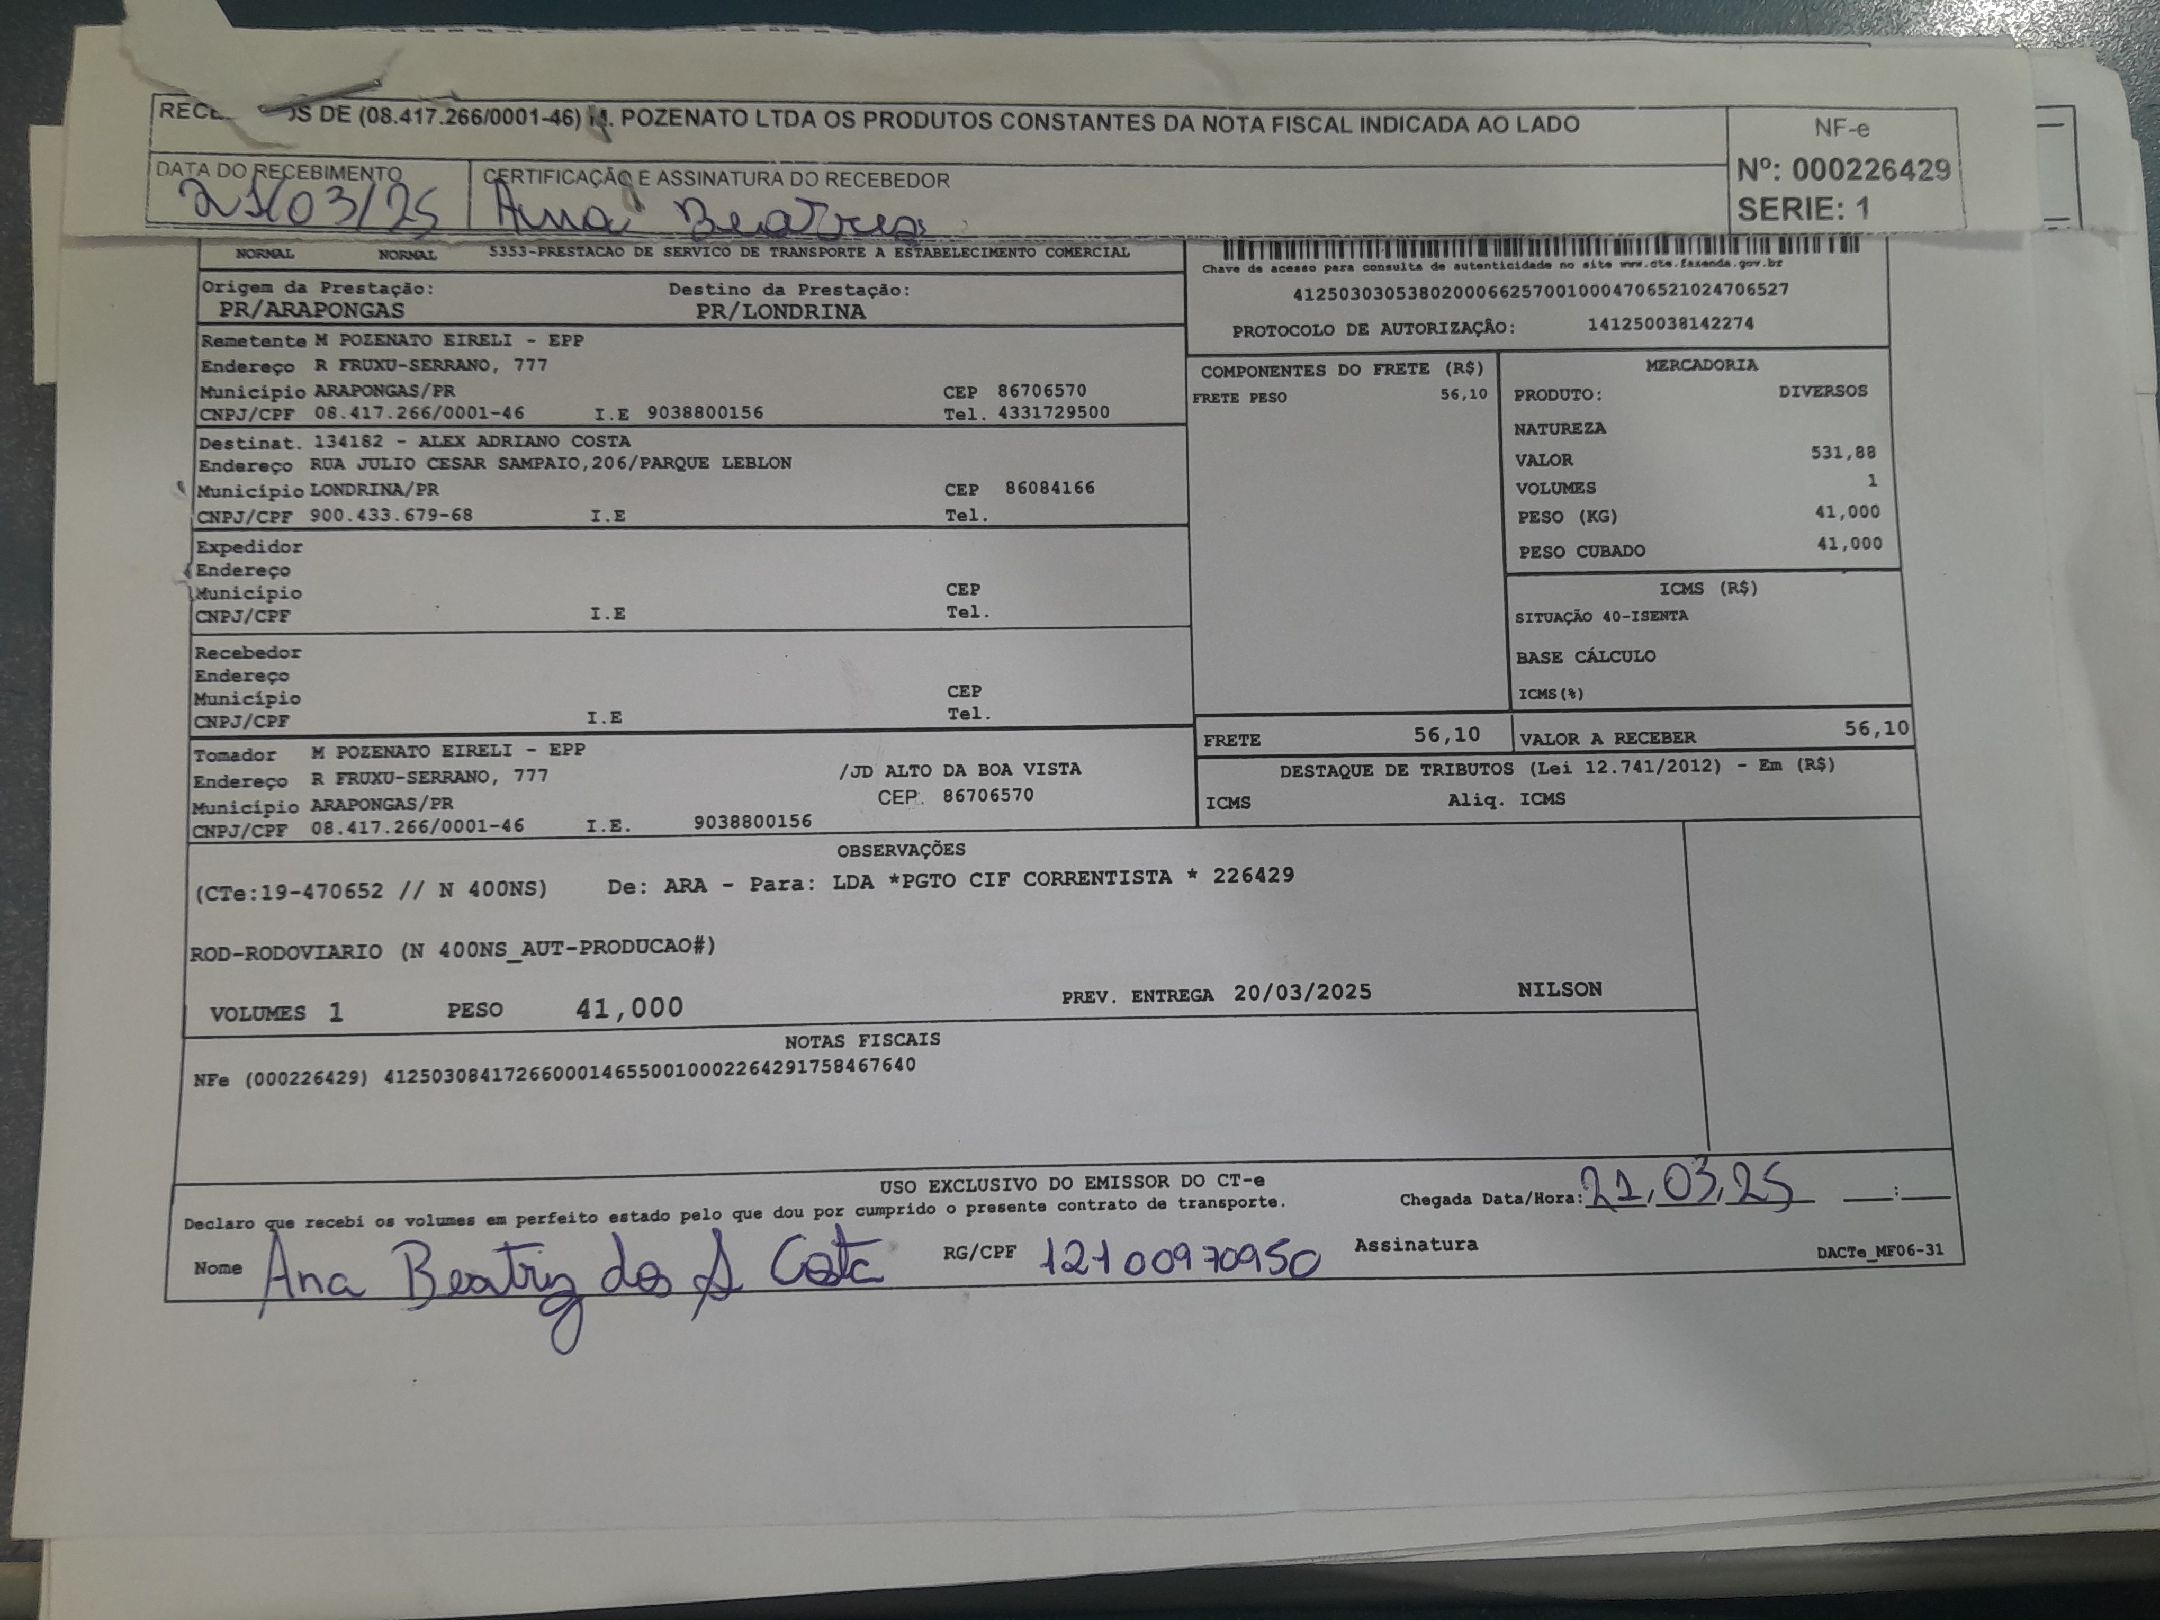 DE (08.417.266/0001-46) M. POZENATO LTDA OS PRODUTOS CONSTANTES DA NOTA FISCAL INDICADA AO LADO
NF-e
Nº: 000226429
SERIE: 1
DATA DO RECEBIMENTO
21/03/25
CERTIFICAÇÃO E ASSINATURA DO RECEBEDOR
Ana Beatriz
NORMAL NORMAL 5353-PRESTACAO DE SERVICO DE TRANSPORTE A ESTABELECIMENTO COMERCIAL
Chave de acesso para consulta de autenticidade no site www.cte.fazenda.gov.br
41250303053802000662570010004706521024706527
PROTOCOLO DE AUTORIZAÇÃO: 141250038142274
Origem da Prestação: Destino da Prestação:
PR/ARAPONGAS PR/LONDRINA
Remetente M POZENATO EIRELI - EPP
Endereço R FRUXU-SERRANO, 777
Município ARAPONGAS/PR CEP 86706570
CNPJ/CPF 08.417.266/0001-46 I.E 9038800156 Tel. 4331729500
Destinat. 134182 - ALEX ADRIANO COSTA
Endereço RUA JULIO CESAR SAMPAIO,206/PARQUE LEBLON
Município LONDRINA/PR CEP 86084166
CNPJ/CPF 900.433.679-68 I.E Tel.
Expedidor
Endereço
Município CEP
CNPJ/CPF I.E Tel.
Recebedor
Endereço
Município CEP
CNPJ/CPF I.E Tel.
Tomador M POZENATO EIRELI - EPP
Endereço R FRUXU-SERRANO, 777 /JD ALTO DA BOA VISTA
Município ARAPONGAS/PR CEP: 86706570
CNPJ/CPF 08.417.266/0001-46 I.E. 9038800156
COMPONENTES DO FRETE (R$)
FRETE PESO 56,10
MERCADORIA
PRODUTO: DIVERSOS
NATUREZA
VALOR 531,88
VOLUMES 1
PESO (KG) 41,000
PESO CUBADO 41,000
ICMS (R$)
SITUAÇÃO 40-ISENTA
BASE CÁLCULO
ICMS(%)
FRETE 56,10 VALOR A RECEBER 56,10
DESTAQUE DE TRIBUTOS (Lei 12.741/2012) - Em (R$)
ICMS Aliq. ICMS
OBSERVAÇÕES
(CTe:19-470652 // N 400NS) De: ARA - Para: LDA *PGTO CIF CORRENTISTA * 226429
ROD-RODOVIARIO (N 400NS_AUT-PRODUCAO#)
VOLUMES 1 PESO 41,000 PREV. ENTREGA 20/03/2025 NILSON
NOTAS FISCAIS
NFe (000226429) 41250308417266000146550010002264291758467640
USO EXCLUSIVO DO EMISSOR DO CT-e
Declaro que recebi os volumes em perfeito estado pelo que dou por cumprido o presente contrato de transporte. Chegada Data/Hora: 21,03,25 __:__
Nome Ana Beatriz dos S Costa RG/CPF 12100970950 Assinatura DACTe_MF06-31